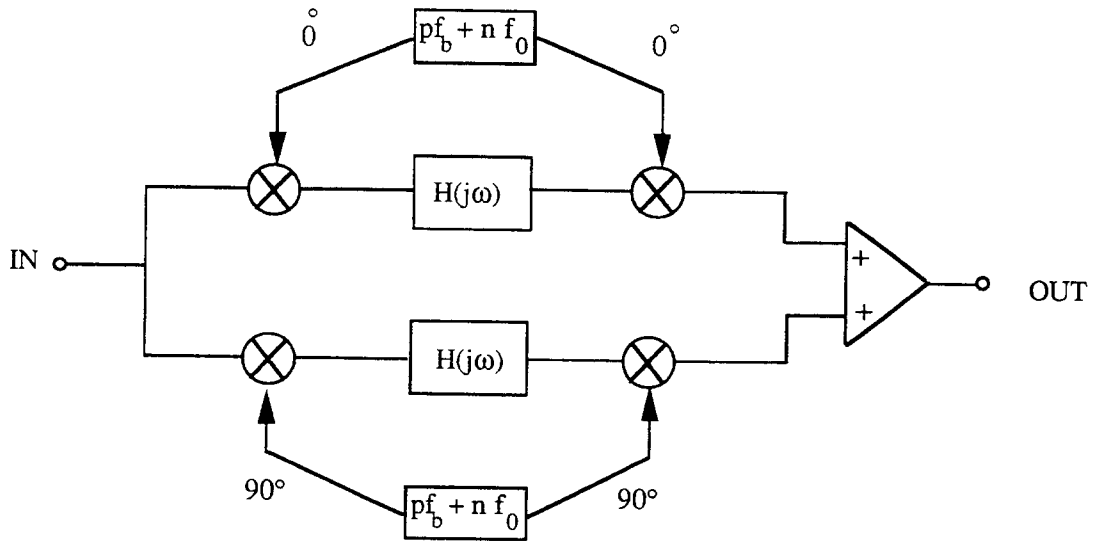 0° pf_b + n f_0 0°
H(jω)
IN + OUT
+
H(jω)
90° pf_b + n f_0 90°